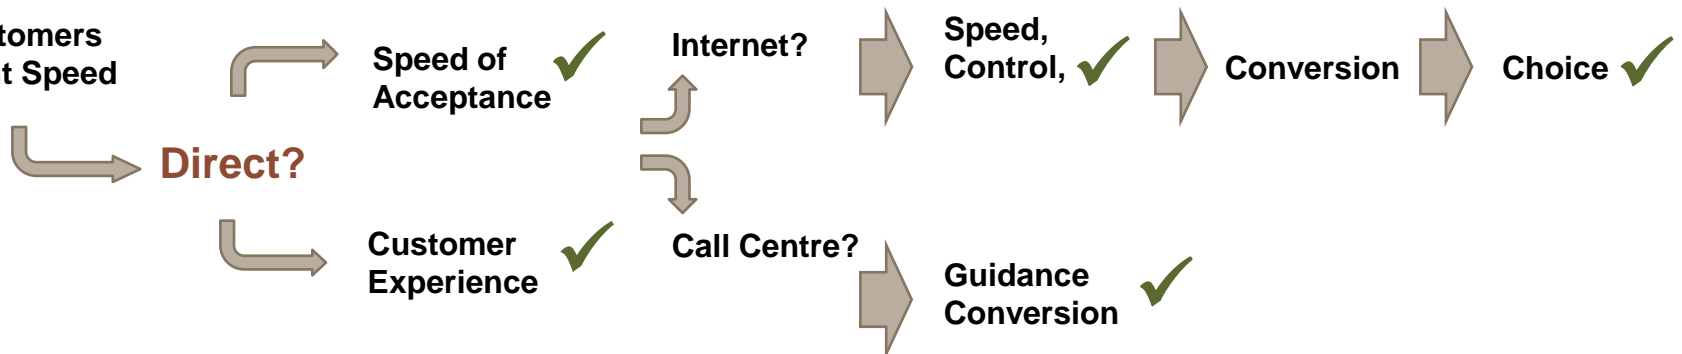 tomers
t Speed
Direct?
Speed of
Acceptance
Customer
Experience
Internet?
Call Centre?
Speed,
Control,
Guidance
Conversion
Conversion
Choice